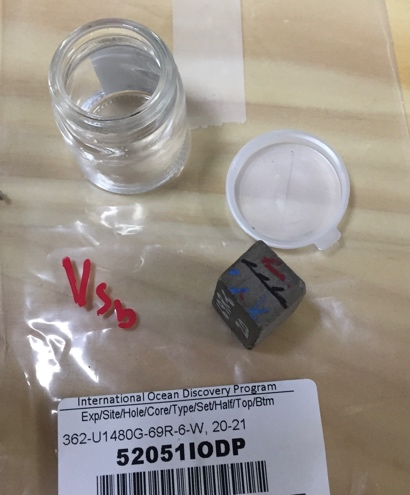 Vsb
International Ocean Discovery Program
Exp/Site/Hole/Core/Type/Set/Half/Top/Btm
362-U1480G-69R-6-W, 20-21
52051IODP